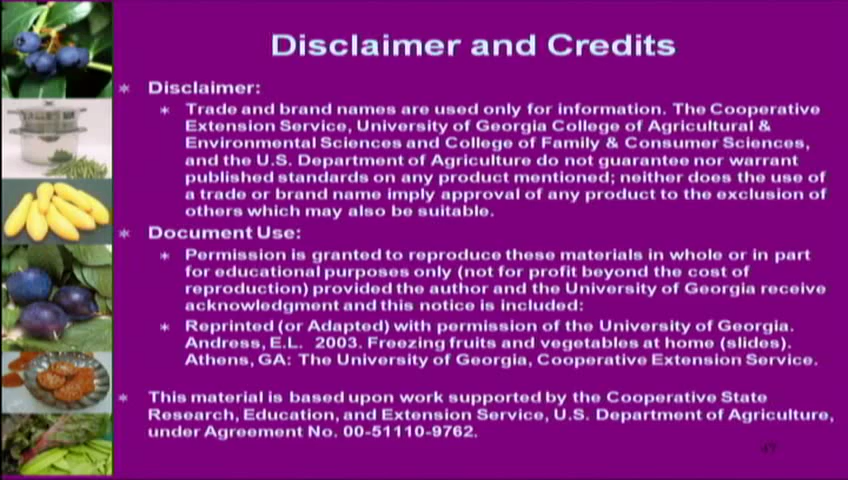 Disclaimer and Credits
Disclaimer:
Trade and brand names are used only for information. The Cooperative
Extension Service, University of Georgia College of Agricultural &
Environmental Sciences and College of Family & Consumer Sciences,
and the U.S. Department of Agriculture do not guarantee nor warrant
published standards on any product mentioned; neither does the use of
a trade or brand name imply approval of any product to the exclusion of
others which may also be suitable.
Document Use:
Permission is granted to reproduce these materials in whole or in part
for educational purposes only (not for profit beyond the cost of
reproduction) provided the author and the University of Georgia receive
acknowledgment and this notice is included:
Reprinted (or Adapted) with permission of the University of Georgia.
Andress, E.L. 2003. Freezing fruits and vegetables at home (slides).
Athens, GA: The University of Georgia, Cooperative Extension Service.
This material is based upon work supported by the Cooperative State
Research, Education, and Extension Service, U.S. Department of Agriculture,
under Agreement No. 00-51110-9762.